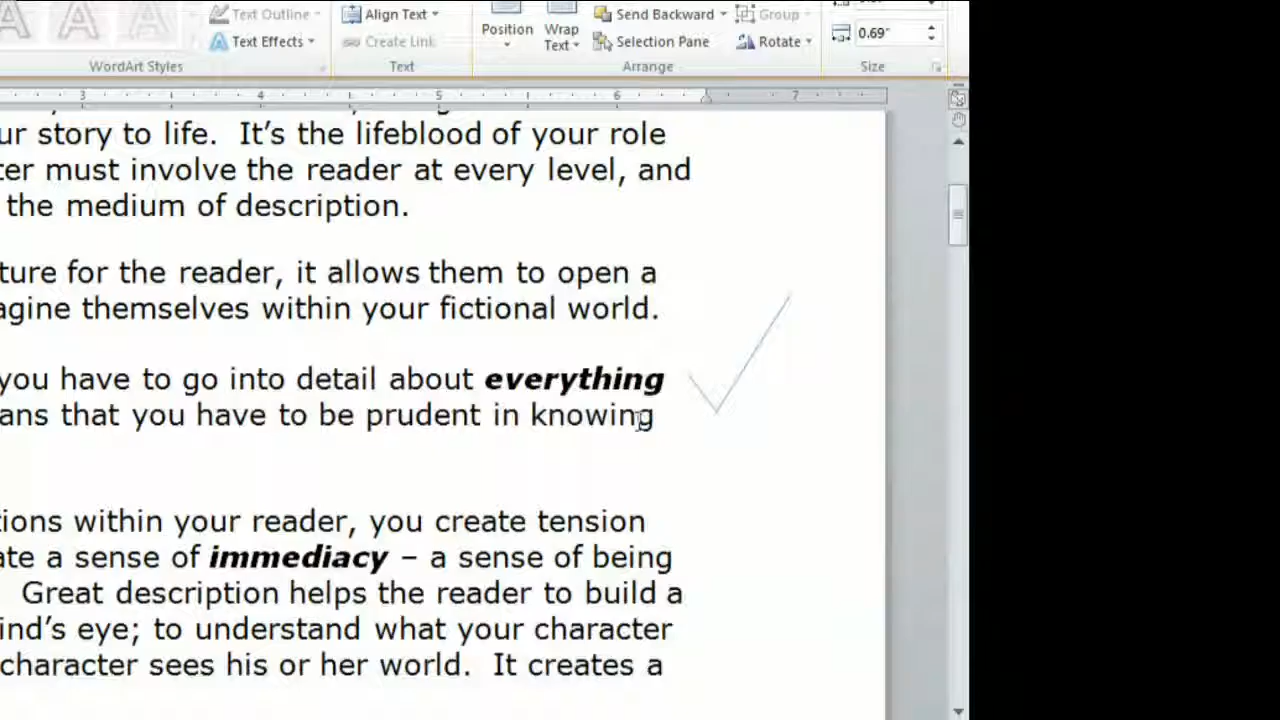 Text Outline
Align Text
Send Backward
Group
Position
Wrap
Text
0.69"
Text Effects
Create Link
Selection Pane
Rotate
WordArt Styles
Text
Arrange
Size
3 4 5 6 7
ur story to life. It's the lifeblood of your role
ter must involve the reader at every level, and
the medium of description.
ture for the reader, it allows them to open a
agine themselves within your fictional world.
you have to go into detail about everything
ans that you have to be prudent in knowing
tions within your reader, you create tension
ate a sense of immediacy – a sense of being
Great description helps the reader to build a
ind's eye; to understand what your character
character sees his or her world. It creates a